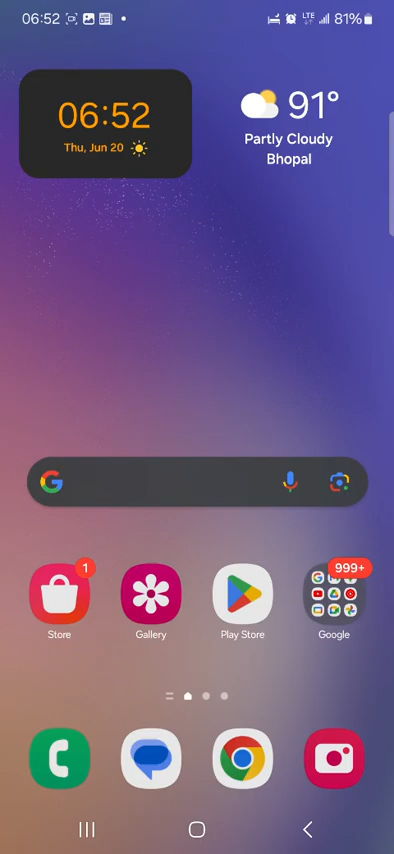 06:52
LTE
81%
06:52
Thu, Jun 20
91°
Partly Cloudy
Bhopal
1
999+
Store
Gallery
Play Store
Google